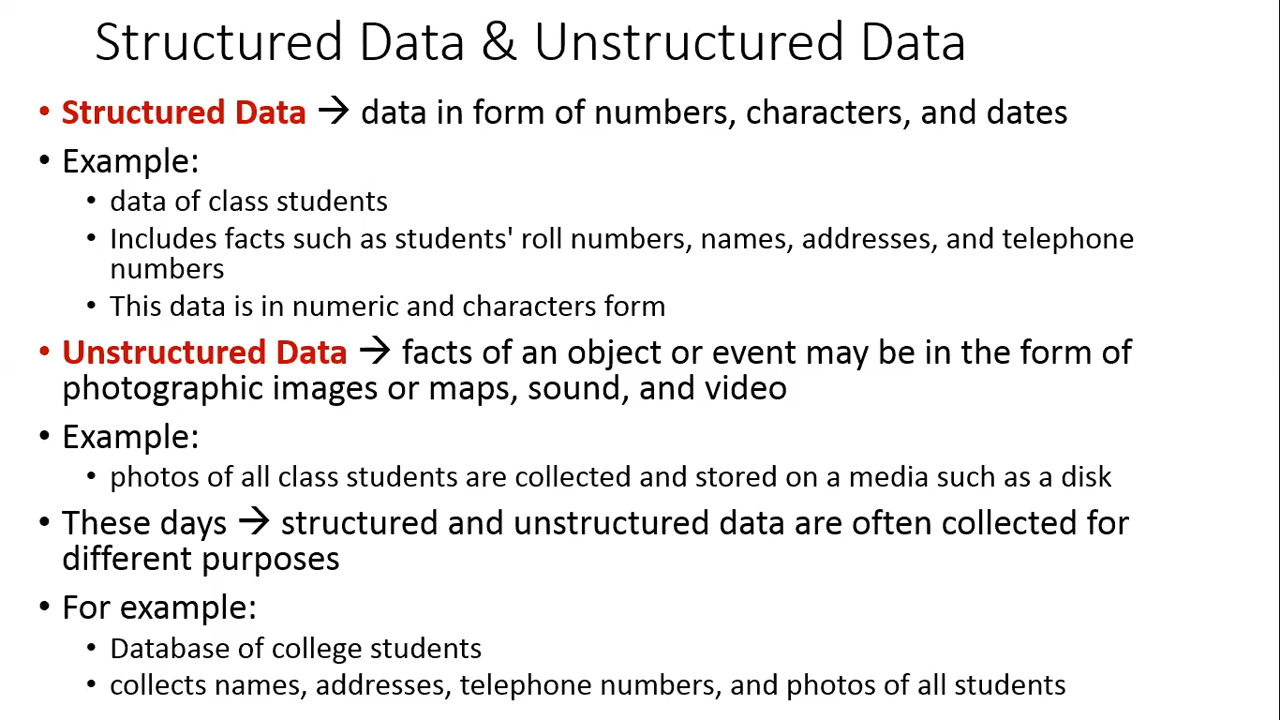 Structured Data & Unstructured Data
• Structured Data → data in form of numbers, characters, and dates
• Example:
• data of class students
• Includes facts such as students' roll numbers, names, addresses, and telephone
numbers
• This data is in numeric and characters form
• Unstructured Data → facts of an object or event may be in the form of
photographic images or maps, sound, and video
• Example:
• photos of all class students are collected and stored on a media such as a disk
• These days → structured and unstructured data are often collected for
different purposes
• For example:
• Database of college students
• collects names, addresses, telephone numbers, and photos of all students